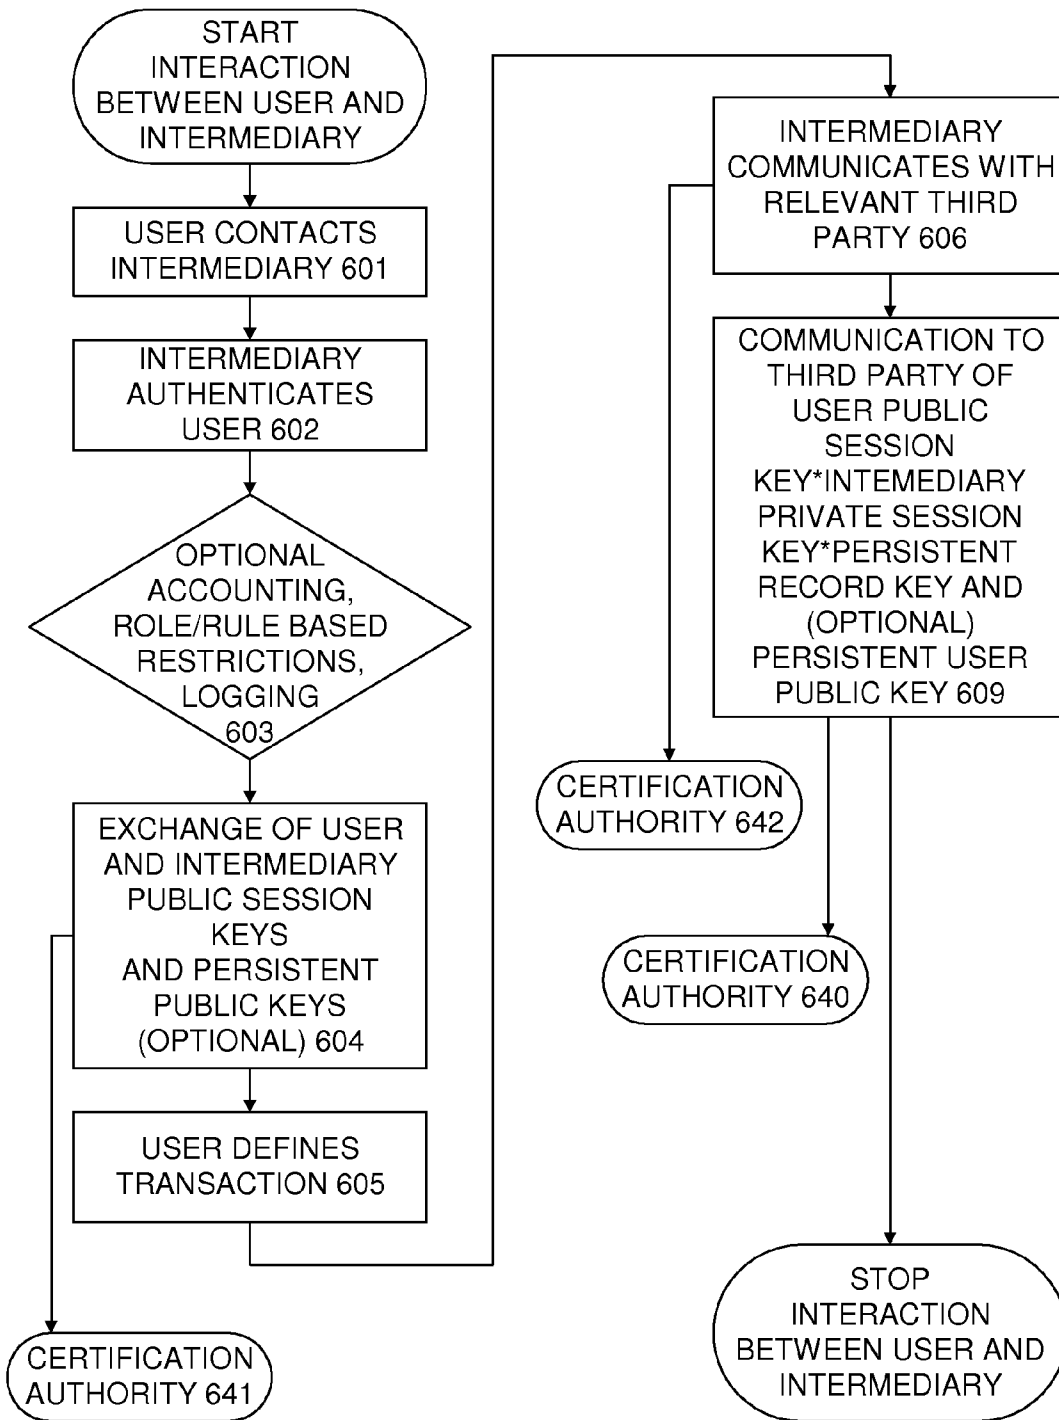 START
INTERACTION
BETWEEN USER AND
INTERMEDIARY
USER CONTACTS
INTERMEDIARY 601
INTERMEDIARY
AUTHENTICATES
USER 602
OPTIONAL
ACCOUNTING,
ROLE/RULE BASED
RESTRICTIONS,
LOGGING
603
EXCHANGE OF USER
AND INTERMEDIARY
PUBLIC SESSION
KEYS
AND PERSISTENT
PUBLIC KEYS
(OPTIONAL) 604
USER DEFINES
TRANSACTION 605
CERTIFICATION
AUTHORITY 641
INTERMEDIARY
COMMUNICATES WITH
RELEVANT THIRD
PARTY 606
COMMUNICATION TO
THIRD PARTY OF
USER PUBLIC
SESSION
KEY*INTEMEDIARY
PRIVATE SESSION
KEY*PERSISTENT
RECORD KEY AND
(OPTIONAL)
PERSISTENT USER
PUBLIC KEY 609
CERTIFICATION
AUTHORITY 642
CERTIFICATION
AUTHORITY 640
STOP
INTERACTION
BETWEEN USER AND
INTERMEDIARY